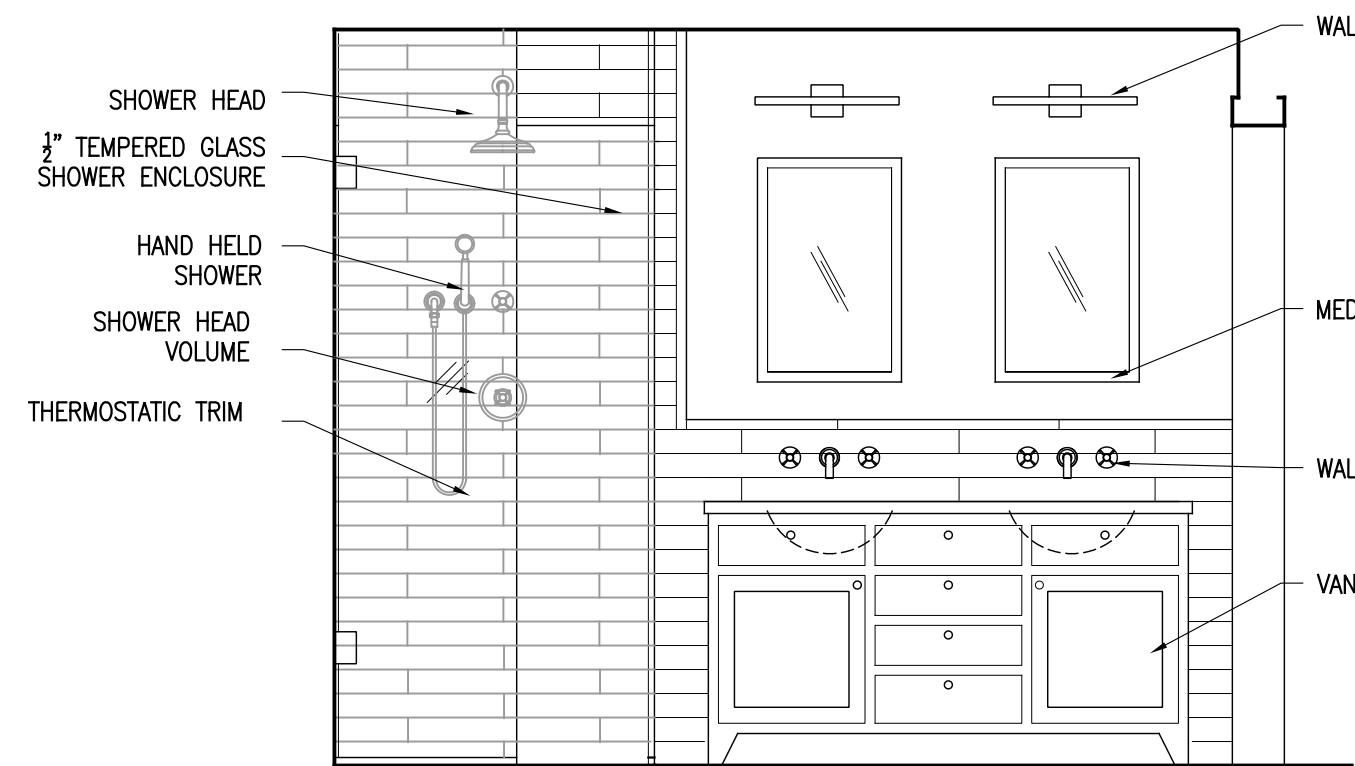 SHOWER HEAD
½" TEMPERED GLASS
SHOWER ENCLOSURE
HAND HELD
SHOWER
SHOWER HEAD
VOLUME
THERMOSTATIC TRIM
WAL
MED
WAL
VAN